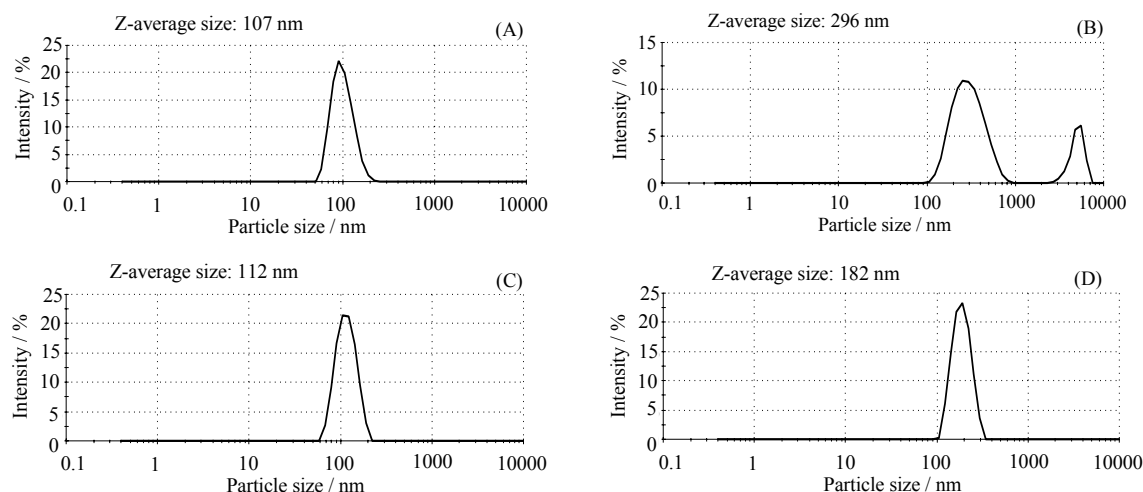 Z-average size: 107 nm
(A)
25
20
15
10
5
0
Intensity / %
0.1 1 10 100 1000 10000
Particle size / nm
Z-average size: 296 nm
(B)
15
10
5
0
Intensity / %
0.1 1 10 100 1000 10000
Particle size / nm
Z-average size: 112 nm
(C)
25
20
15
10
5
0
Intensity / %
0.1 1 10 100 1000 10000
Particle size / nm
Z-average size: 182 nm
(D)
25
20
15
10
5
0
Intensity / %
0.1 1 10 100 1000 10000
Particle size / nm